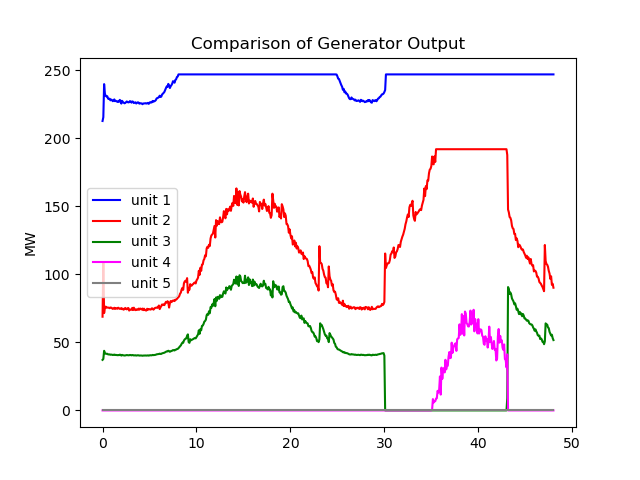 Comparison of Generator Output
MW
250
200
150
100
50
0
unit 1
unit 2
unit 3
unit 4
unit 5
0 10 20 30 40 50